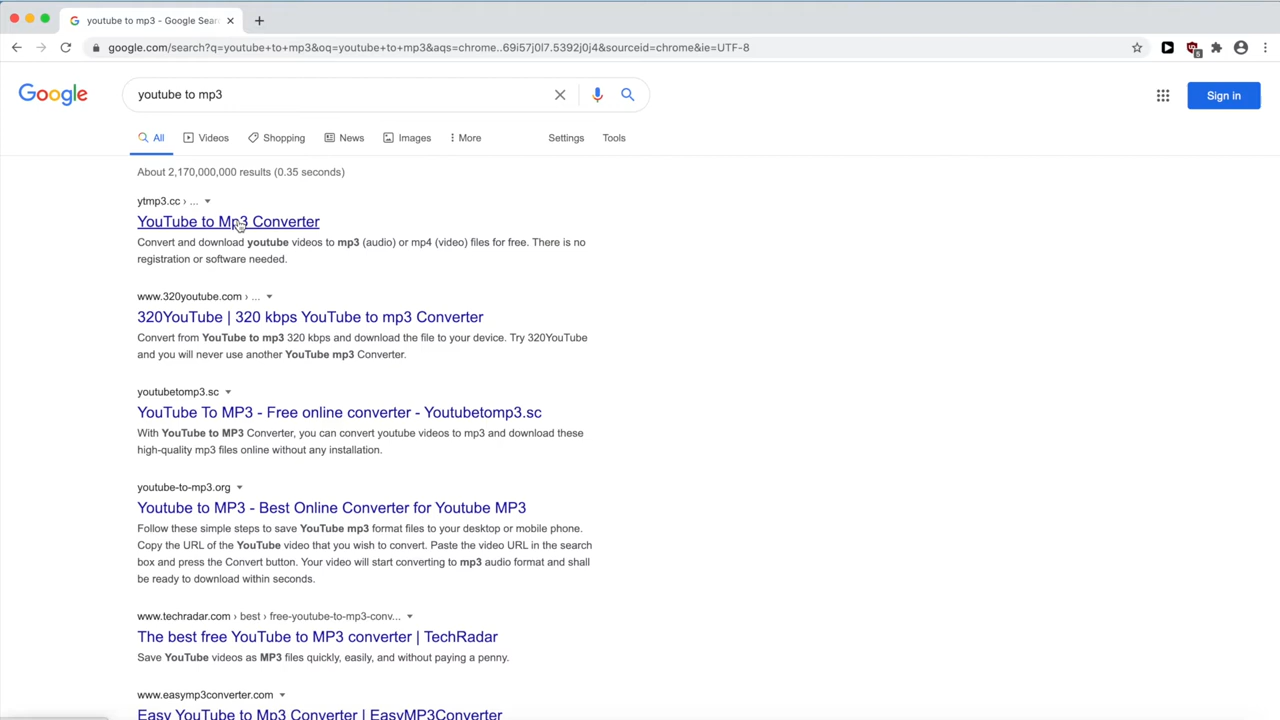 youtube to mp3 - Google Sear
google.com/search?q=youtube+to+mp3&oq=youtube+to+mp3&aqs=chrome..69i57j0l7.5392j0j4&sourceid=chrome&ie=UTF-8
5
Google
youtube to mp3
Sign in
All Videos Shopping News Images More Settings Tools
About 2,170,000,000 results (0.35 seconds)
ytmp3.cc › ...
YouTube to Mp3 Converter
Convert and download youtube videos to mp3 (audio) or mp4 (video) files for free. There is no
registration or software needed.
www.320youtube.com › ...
320YouTube | 320 kbps YouTube to mp3 Converter
Convert from YouTube to mp3 320 kbps and download the file to your device. Try 320YouTube
and you will never use another YouTube mp3 Converter.
youtubetomp3.sc
YouTube To MP3 - Free online converter - Youtubetomp3.sc
With YouTube to MP3 Converter, you can convert youtube videos to mp3 and download these
high-quality mp3 files online without any installation.
youtube-to-mp3.org
Youtube to MP3 - Best Online Converter for Youtube MP3
Follow these simple steps to save YouTube mp3 format files to your desktop or mobile phone.
Copy the URL of the YouTube video that you wish to convert. Paste the video URL in the search
box and press the Convert button. Your video will start converting to mp3 audio format and shall
be ready to download within seconds.
www.techradar.com › best › free-youtube-to-mp3-conv...
The best free YouTube to MP3 converter | TechRadar
Save YouTube videos as MP3 files quickly, easily, and without paying a penny.
www.easymp3converter.com
Easy YouTube to Mp3 Converter | EasyMP3Converter